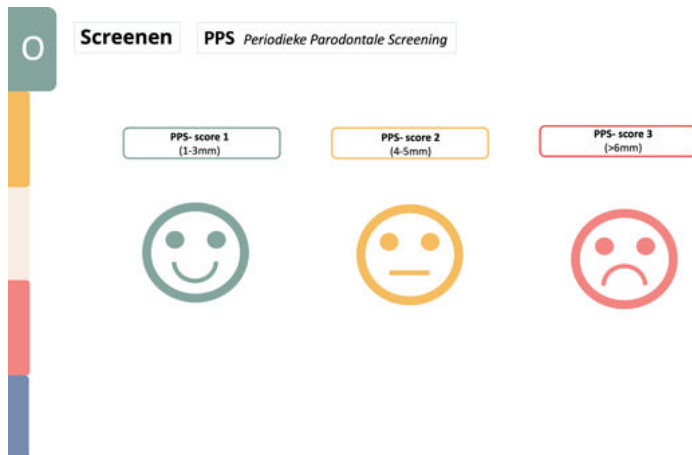 O
Screenen
PPS Periodieke Parodontale Screening
PPS- score 1
(1-3mm)
PPS- score 2
(4-5mm)
PPS- score 3
(>6mm)